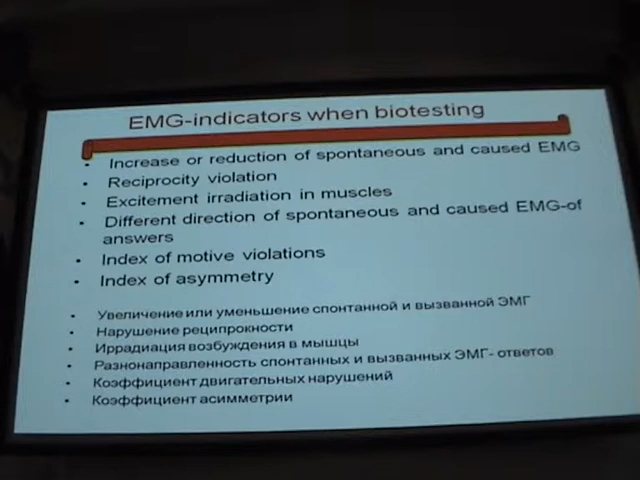 EMG-indicators when biotesting
• Increase or reduction of spontaneous and caused EMG
• Reciprocity violation
• Excitement irradiation in muscles
• Different direction of spontaneous and caused EMG-of
answers
• Index of motive violations
• Index of asymmetry
• Увеличение или уменьшение спонтанной и вызванной ЭМГ
• Нарушение реципрокности
• Иррадиация возбуждения в мышцы
• Разнонаправленность спонтанных и вызванных ЭМГ- ответов
• Коэффициент двигательных нарушений
• Коэффициент асимметрии